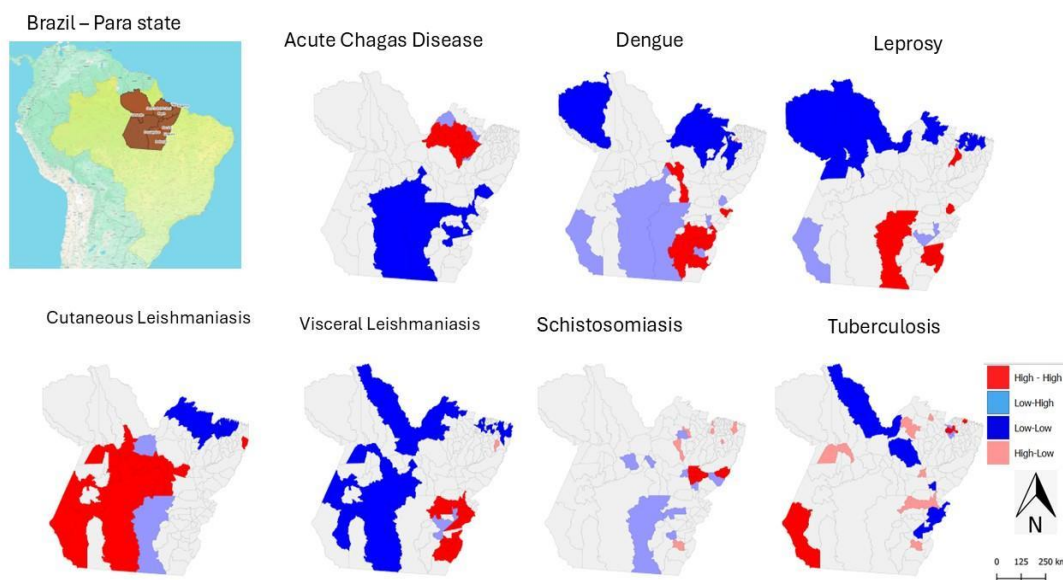 Brazil – Para state
Acute Chagas Disease
Dengue
Leprosy
Cutaneous Leishmaniasis
Visceral Leishmaniasis
Schistosomiasis
Tuberculosis
High - High
Low-High
Low-Low
High-Low
N
0 125 250 km